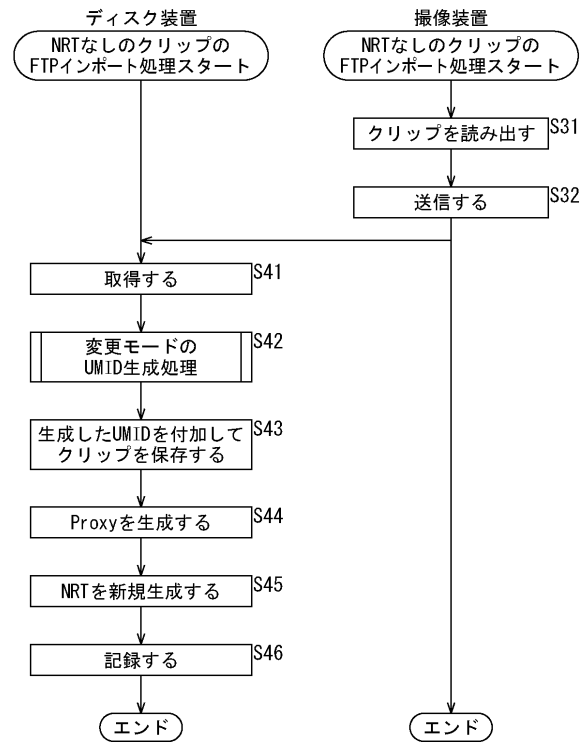 ディスク装置
撮像装置
NRTなしのクリップの
FTPインポート処理スタート
NRTなしのクリップの
FTPインポート処理スタート
クリップを読み出す
S31
送信する
S32
取得する
S41
変更モードの
UMID生成処理
S42
生成したUMIDを付加して
クリップを保存する
S43
Proxyを生成する
S44
NRTを新規生成する
S45
記録する
S46
エンド
エンド